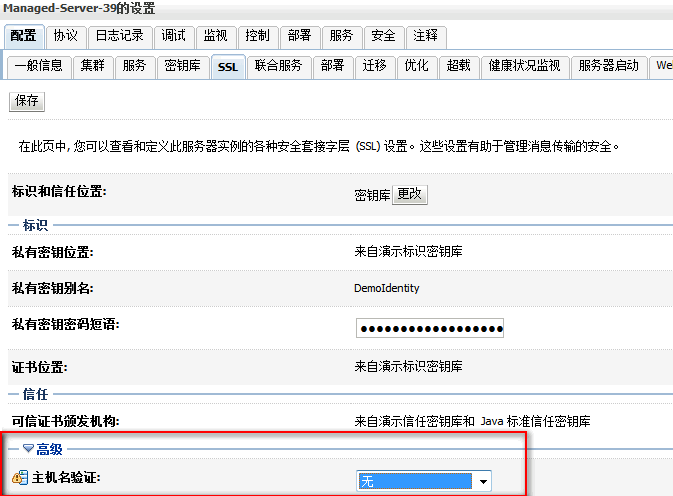 Managed-Server-39的设置
配置 协议 日志记录 调试 监视 控制 部署 服务 安全 注释
一般信息 集群 服务 密钥库 SSL 联合服务 部署 迁移 优化 超载 健康状况监视 服务器启动 Wel
保存
在此页中, 您可以查看和定义此服务器实例的各种安全套接字层 (SSL) 设置。这些设置有助于管理消息传输的安全。
标识和信任位置: 密钥库 更改
标识
私有密钥位置: 来自演示标识密钥库
私有密钥别名: DemoIdentity
私有密钥密码短语: ●●●●●●●●●●●●●●●●●●
证书位置: 来自演示标识密钥库
信任
可信证书颁发机构: 来自演示信任密钥库和 Java 标准信任密钥库
高级
主机名验证: 无